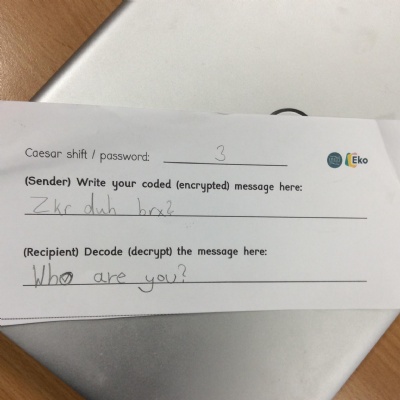 Caesar shift / password: 3
Eko
(Sender) Write your coded (encrypted) message here:
Zkr duh brx?
(Recipient) Decode (decrypt) the message here:
Who are you?